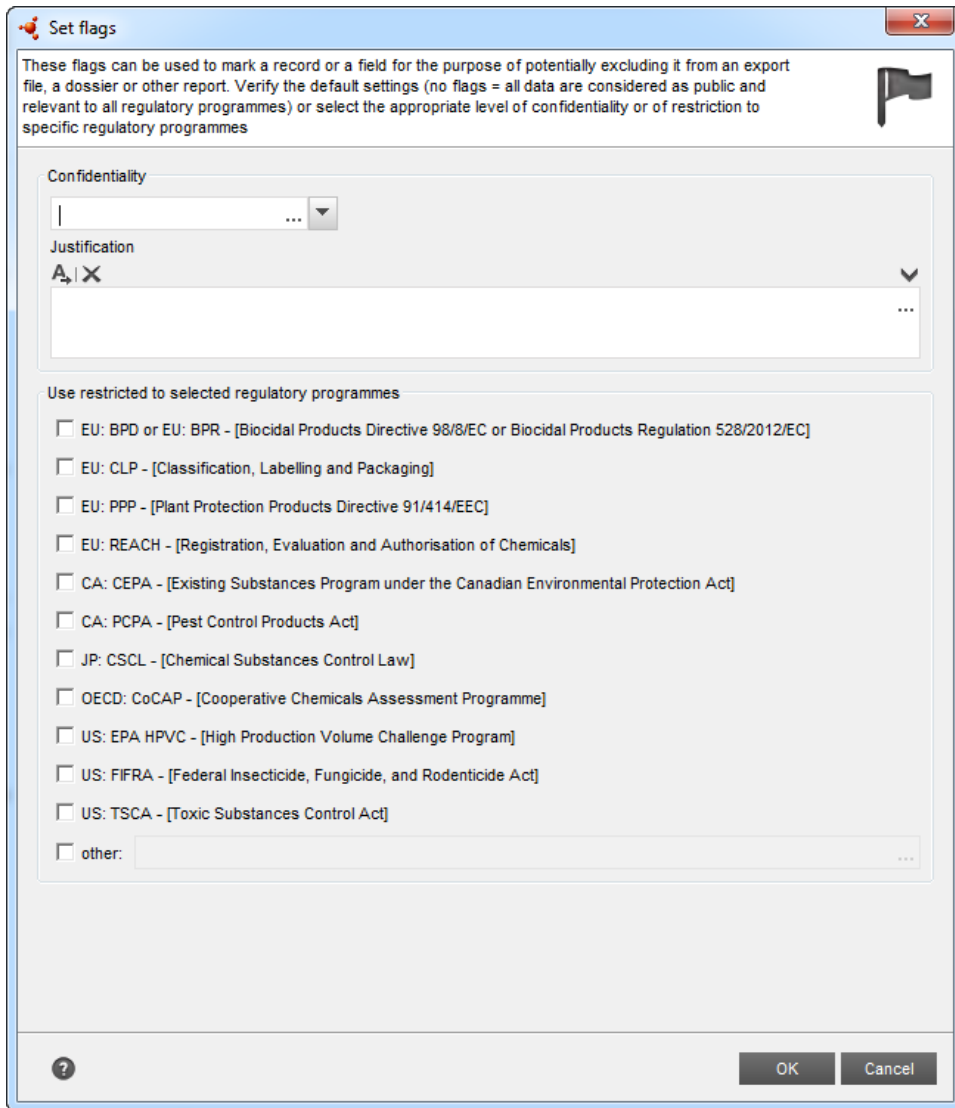 Set flags
These flags can be used to mark a record or a field for the purpose of potentially excluding it from an export
file, a dossier or other report. Verify the default settings (no flags = all data are considered as public and
relevant to all regulatory programmes) or select the appropriate level of confidentiality or of restriction to
specific regulatory programmes
Confidentiality
...
Justification
A
...
Use restricted to selected regulatory programmes
EU: BPD or EU: BPR - [Biocidal Products Directive 98/8/EC or Biocidal Products Regulation 528/2012/EC]
EU: CLP - [Classification, Labelling and Packaging]
EU: PPP - [Plant Protection Products Directive 91/414/EEC]
EU: REACH - [Registration, Evaluation and Authorisation of Chemicals]
CA: CEPA - [Existing Substances Program under the Canadian Environmental Protection Act]
CA: PCPA - [Pest Control Products Act]
JP: CSCL - [Chemical Substances Control Law]
OECD: CoCAP - [Cooperative Chemicals Assessment Programme]
US: EPA HPVC - [High Production Volume Challenge Program]
US: FIFRA - [Federal Insecticide, Fungicide, and Rodenticide Act]
US: TSCA - [Toxic Substances Control Act]
other: ...
? OK Cancel